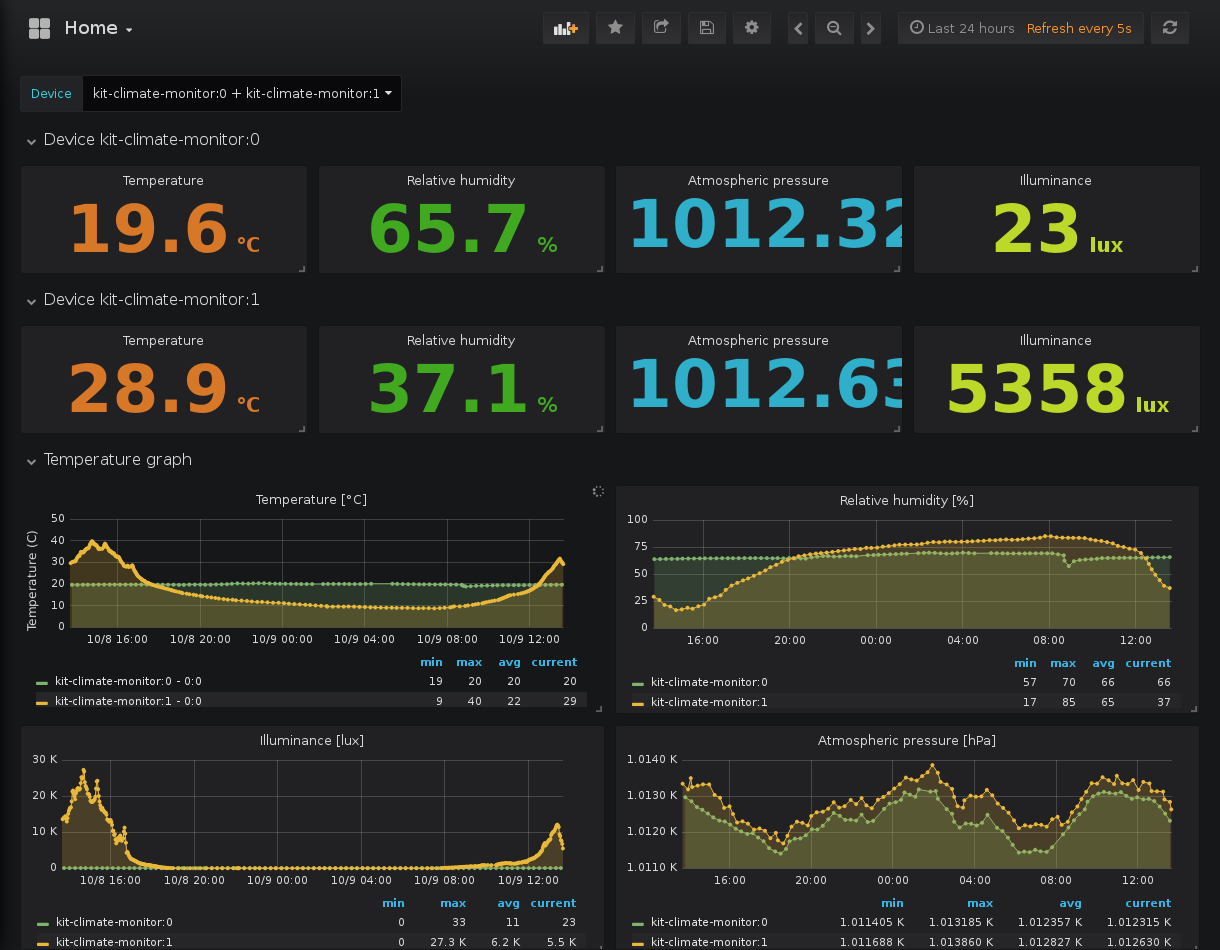 Home
Last 24 hours Refresh every 5s
Device kit-climate-monitor:0 + kit-climate-monitor:1
Device kit-climate-monitor:0
Temperature Relative humidity Atmospheric pressure Illuminance
19.6 °C 65.7 % 1012.32 23 lux
Device kit-climate-monitor:1
Temperature Relative humidity Atmospheric pressure Illuminance
28.9 °C 37.1 % 1012.63 5358 lux
Temperature graph
Temperature [°C]
Temperature (C)
50
40
30
20
10
0
10/8 16:00 10/8 20:00 10/9 00:00 10/9 04:00 10/9 08:00 10/9 12:00
min max avg current
kit-climate-monitor:0 - 0:0 19 20 20 20
kit-climate-monitor:1 - 0:0 9 40 22 29
Relative humidity [%]
100
75
50
25
0
16:00 20:00 00:00 04:00 08:00 12:00
min max avg current
kit-climate-monitor:0 57 70 66 66
kit-climate-monitor:1 17 85 65 37
Illuminance [lux]
30 K
20 K
10 K
0
10/8 16:00 10/8 20:00 10/9 00:00 10/9 04:00 10/9 08:00 10/9 12:00
min max avg current
kit-climate-monitor:0 0 33 11 23
kit-climate-monitor:1 0 27.3 K 6.2 K 5.5 K
Atmospheric pressure [hPa]
1.0140 K
1.0130 K
1.0120 K
1.0110 K
16:00 20:00 00:00 04:00 08:00 12:00
min max avg current
kit-climate-monitor:0 1.011405 K 1.013185 K 1.012357 K 1.012315 K
kit-climate-monitor:1 1.011688 K 1.013860 K 1.012827 K 1.012630 K